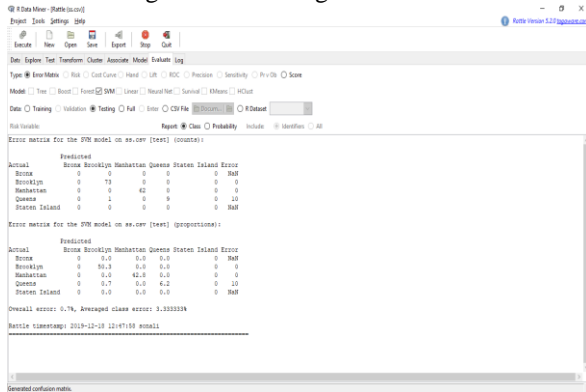 R Data Miner - [Rattle (ss.csv)]
Project Tools Settings Help
Rattle Version 5.2.0 togaware.com
Execute New Open Save Export Stop Quit
Data Explore Test Transform Cluster Associate Model Evaluate Log
Type: Error Matrix Risk Cost Curve Hand Lift ROC Precision Sensitivity Pr v Ob Score
Model: Tree Boost Forest SVM Linear Neural Net Survival KMeans HClust
Data: Training Validation Testing Full Enter CSV File Docum... R Dataset
Risk Variable: Report: Class Probability Include: Identifiers All
Error matrix for the SVM model on ss.csv [test] (counts):
Predicted
Actual Bronx Brooklyn Manhattan Queens Staten Island Error
Bronx 0 0 0 0 0 NaN
Brooklyn 0 73 0 0 0 0
Manhattan 0 0 62 0 0 0
Queens 0 1 0 9 0 10
Staten Island 0 0 0 0 0 NaN
Error matrix for the SVM model on ss.csv [test] (proportions):
Predicted
Actual Bronx Brooklyn Manhattan Queens Staten Island Error
Bronx 0 0.0 0.0 0.0 0 NaN
Brooklyn 0 50.3 0.0 0.0 0 0
Manhattan 0 0.0 42.8 0.0 0 0
Queens 0 0.7 0.0 6.2 0 10
Staten Island 0 0.0 0.0 0.0 0 NaN
Overall error: 0.7%, Averaged class error: 3.333333%
Rattle timestamp: 2019-12-18 12:47:58 sonali
Generated confusion matrix.